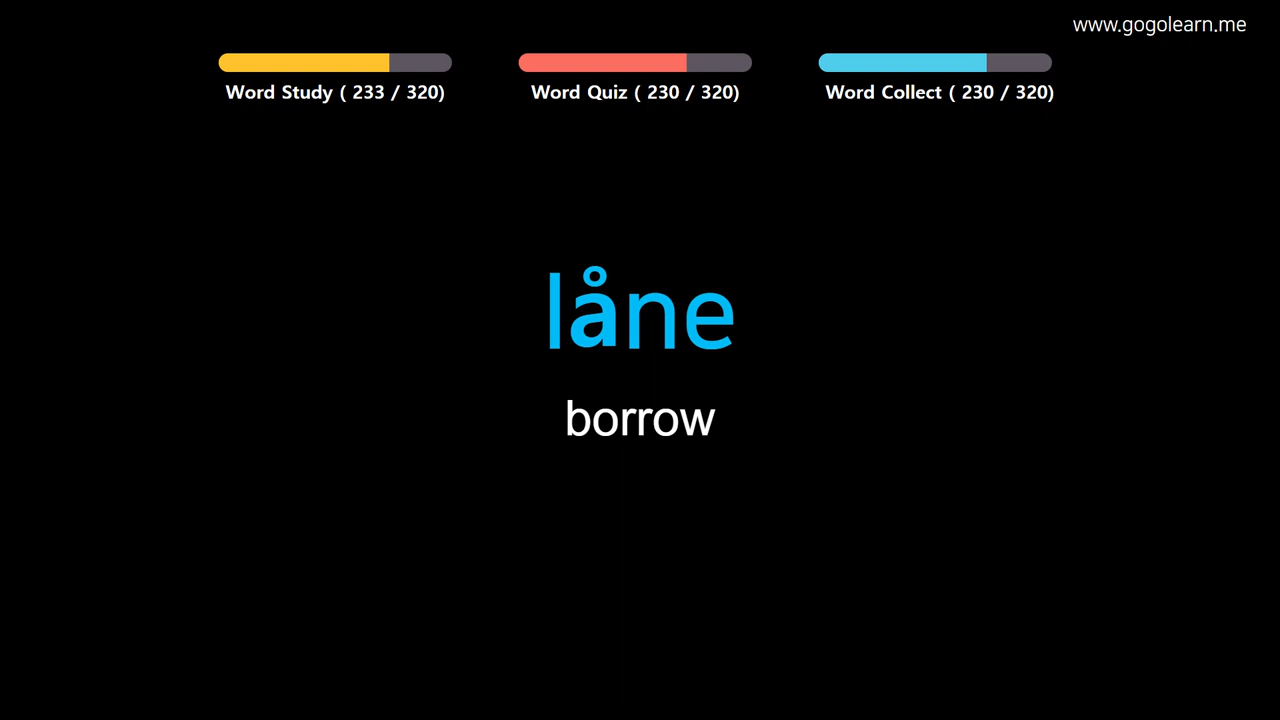 www.gogolearn.me
Word Study ( 233 / 320)
Word Quiz ( 230 / 320)
Word Collect ( 230 / 320)
låne
borrow